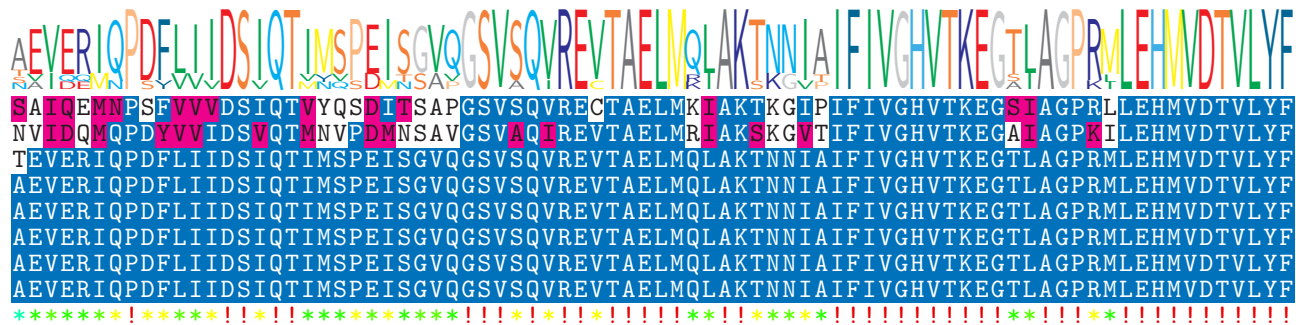 AEVERIQPDFLIIDSIQTIMSPEISGVQGSVSQVREVTAELMQLAKTNNIAIFIVGHVTKEGTLAGPRMLEHMVDTVLYF
SAIQEMNPSFVVVDSIQTVYQSDITSAPGSVSQVRECTAELMKIAKTKGIPIFIVGHVTKEGSIAGPRLLEHMVDTVLYF
NVIDQMQPDYVVIDSVQTMNVPDMNSAVGSVAQIREVTAELMRIAKSKGVTIFIVGHVTKEGAIAGPKILEHMVDTVLYF
TEVERIQPDFLIIDSIQTIMSPEISGVQGSVSQVREVTAELMQLAKTNNIAIFIVGHVTKEGTLAGPRMLEHMVDTVLYF
AEVERIQPDFLIIDSIQTIMSPEISGVQGSVSQVREVTAELMQLAKTNNIAIFIVGHVTKEGTLAGPRMLEHMVDTVLYF
AEVERIQPDFLIIDSIQTIMSPEISGVQGSVSQVREVTAELMQLAKTNNIAIFIVGHVTKEGTLAGPRMLEHMVDTVLYF
AEVERIQPDFLIIDSIQTIMSPEISGVQGSVSQVREVTAELMQLAKTNNIAIFIVGHVTKEGTLAGPRMLEHMVDTVLYF
AEVERIQPDFLIIDSIQTIMSPEISGVQGSVSQVREVTAELMQLAKTNNIAIFIVGHVTKEGTLAGPRMLEHMVDTVLYF
AEVERIQPDFLIIDSIQTIMSPEISGVQGSVSQVREVTAELMQLAKTNNIAIFIVGHVTKEGTLAGPRMLEHMVDTVLYF
*******!*****!!*!!**********!!!*!*!!*!!!!!**!!*****!!!!!!!!!!!**!!!**!!!!!!!!!!!